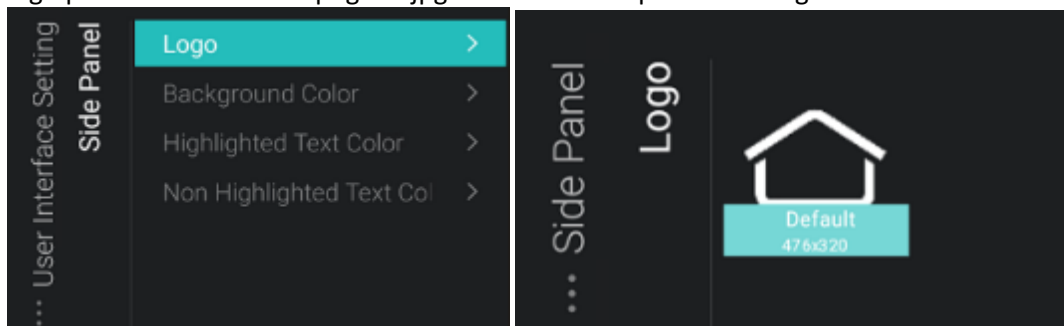 ... User Interface Setting
Side Panel
Logo
Background Color
Highlighted Text Color
Non Highlighted Text Col
... Side Panel
Logo
Default
476x320